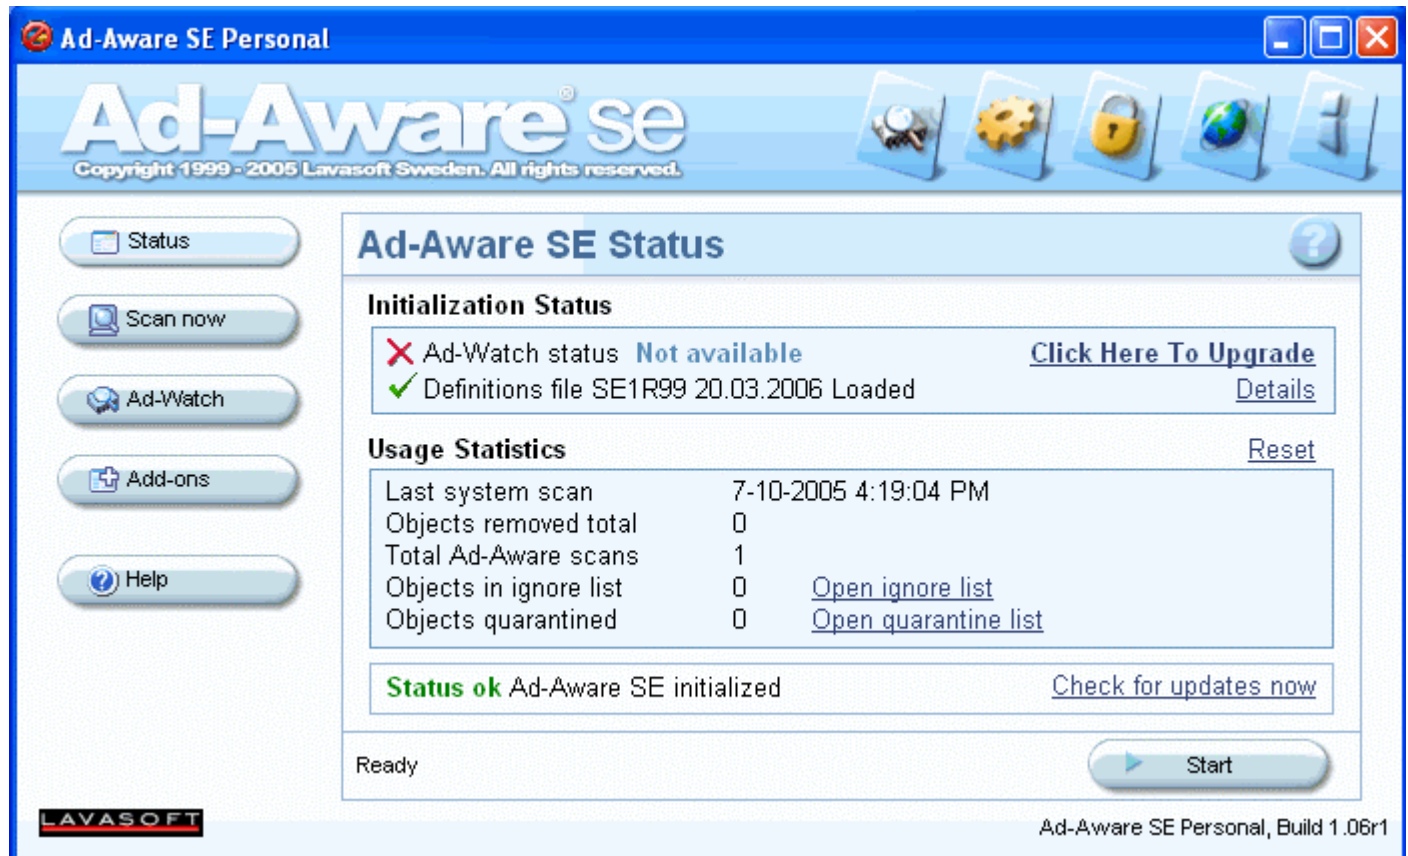 Ad-Aware SE Personal
Ad-Aware® se
Copyright 1999 - 2005 Lavasoft Sweden. All rights reserved.
Status
Scan now
Ad-Watch
Add-ons
Help
Ad-Aware SE Status
Initialization Status
Ad-Watch status Not available Click Here To Upgrade
Definitions file SE1R99 20.03.2006 Loaded Details
Usage Statistics Reset
Last system scan 7-10-2005 4:19:04 PM
Objects removed total 0
Total Ad-Aware scans 1
Objects in ignore list 0 Open ignore list
Objects quarantined 0 Open quarantine list
Status ok Ad-Aware SE initialized Check for updates now
Ready Start
LAVASOFT
Ad-Aware SE Personal, Build 1.06r1